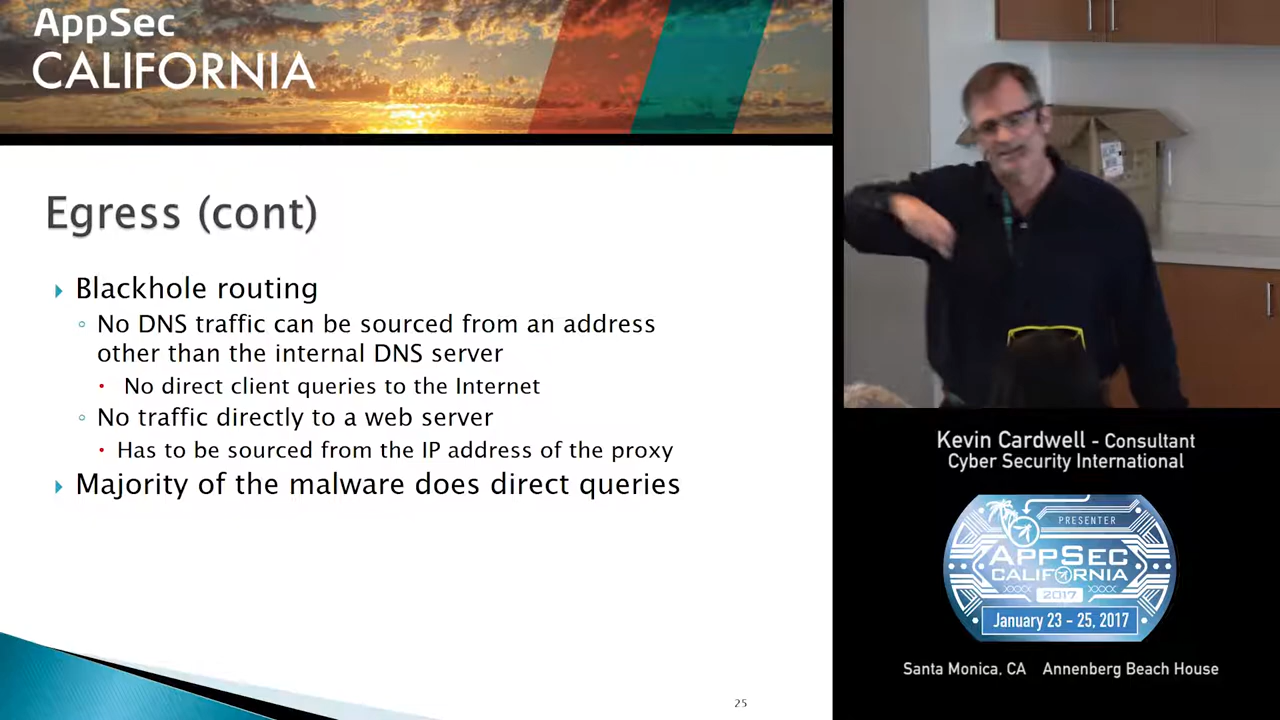 AppSec
CALIFORNIA
Egress (cont)
Blackhole routing
No DNS traffic can be sourced from an address
other than the internal DNS server
No direct client queries to the Internet
No traffic directly to a web server
Has to be sourced from the IP address of the proxy
Majority of the malware does direct queries
25
Kevin Cardwell - Consultant
Cyber Security International
PRESENTER
APPSEC
CALIFORNIA
2017
January 23 - 25, 2017
Santa Monica, CA Annenberg Beach House